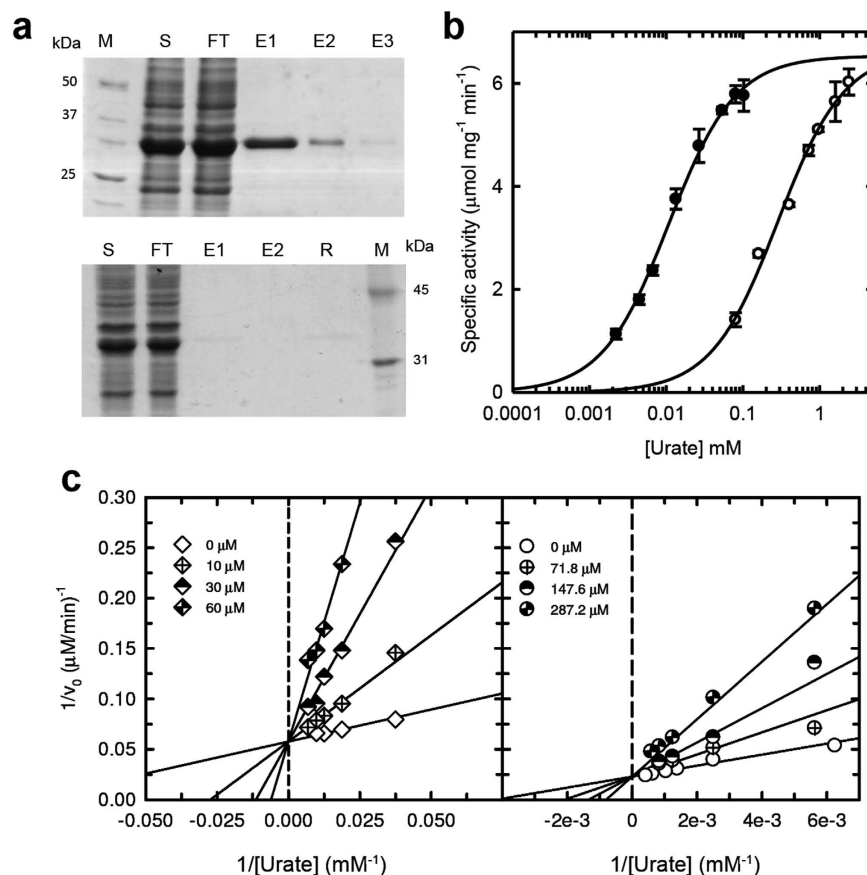 a
kDa M S FT E1 E2 E3
50
37
25
S FT E1 E2 R M kDa
45
31
b
Specific activity (μmol mg⁻¹ min⁻¹)
6
4
2
0
0.0001 0.001 0.01 0.1 1
[Urate] mM
c
1/v₀ (μM/min)⁻¹
0.30
0.25
0.20
0.15
0.10
0.05
0.00
0 μM
10 μM
30 μM
60 μM
-0.050 -0.025 0.000 0.025 0.050
1/[Urate] (mM⁻¹)
0 μM
71.8 μM
147.6 μM
287.2 μM
-2e-3 0 2e-3 4e-3 6e-3
1/[Urate] (mM⁻¹)